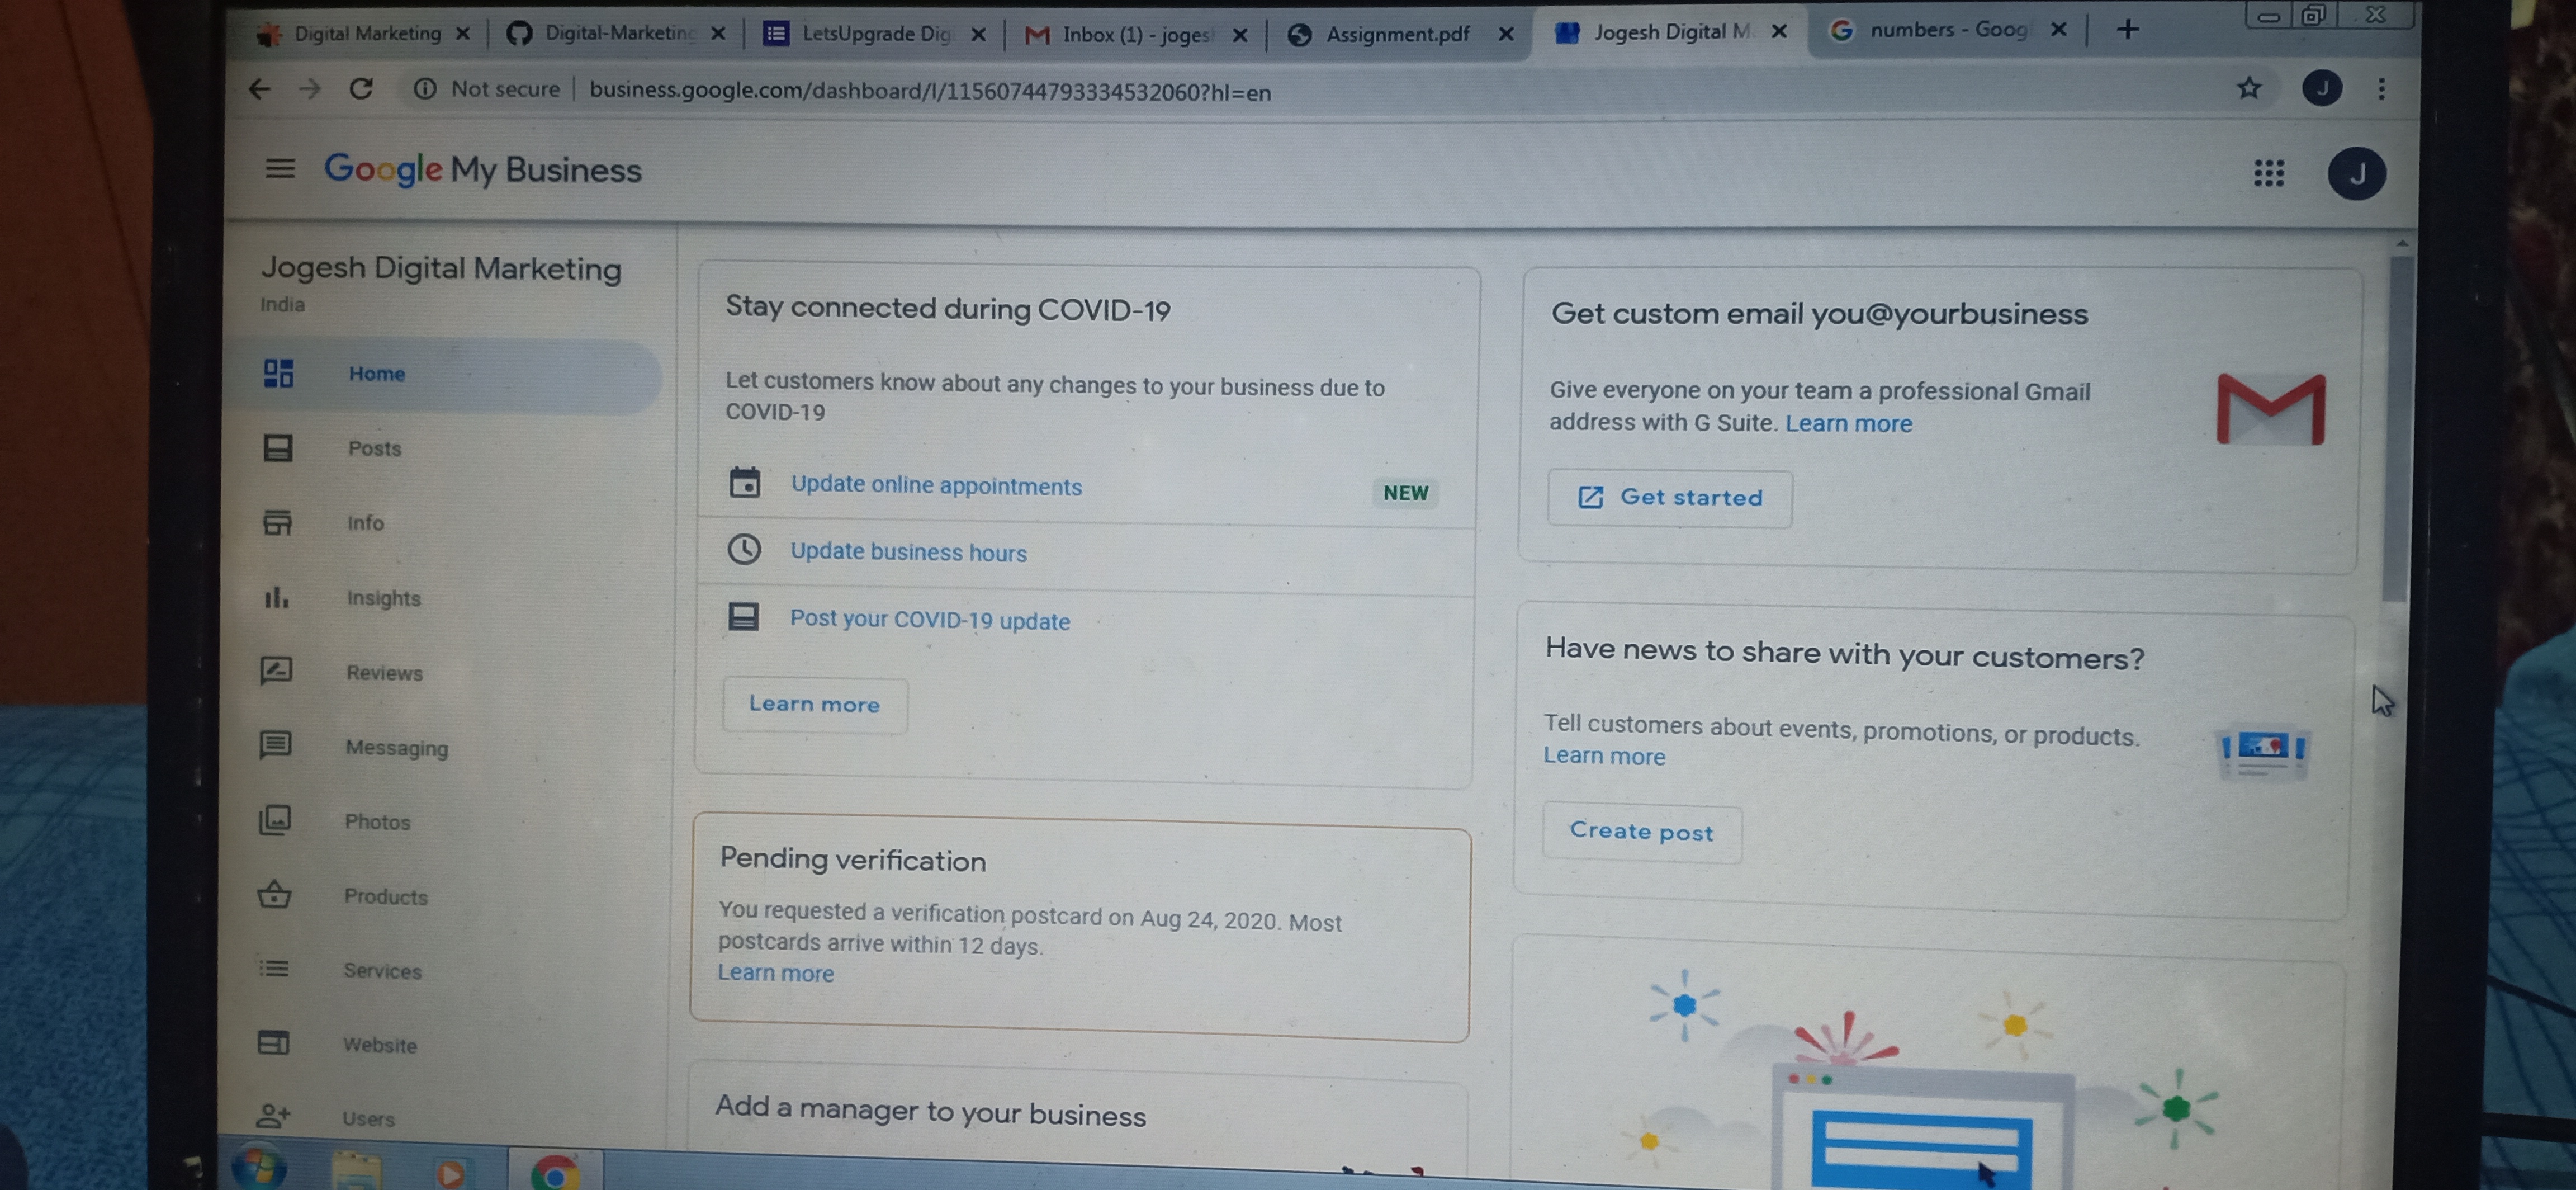 Digital Marketing
Digital-Marketing
LetsUpgrade Dig
Inbox (1) - joges
Assignment.pdf
Jogesh Digital M
numbers - Goog
Not secure
business.google.com/dashboard/l/11560744793334532060?hl=en
J
Google My Business
J
Jogesh Digital Marketing
India
Home
Posts
Info
Insights
Reviews
Messaging
Photos
Products
Services
Website
Users
Stay connected during COVID-19
Let customers know about any changes to your business due to
COVID-19
Update online appointments
NEW
Update business hours
Post your COVID-19 update
Learn more
Pending verification
You requested a verification postcard on Aug 24, 2020. Most
postcards arrive within 12 days.
Learn more
Add a manager to your business
Get custom email you@yourbusiness
Give everyone on your team a professional Gmail
address with G Suite. Learn more
Get started
Have news to share with your customers?
Tell customers about events, promotions, or products.
Learn more
Create post